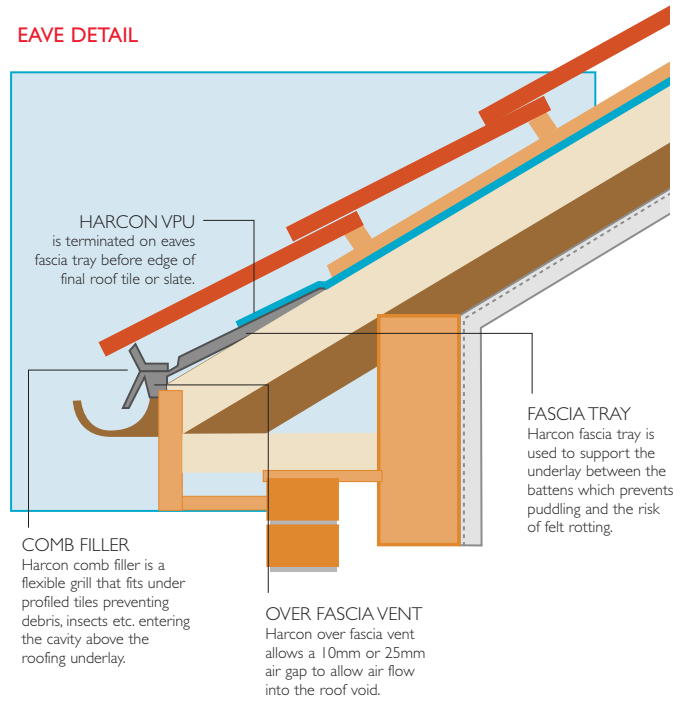 EAVE DETAIL
HARCON VPU
is terminated on eaves
fascia tray before edge of
final roof tile or slate.
FASCIA TRAY
Harcon fascia tray is
used to support the
underlay between the
battens which prevents
puddling and the risk
of felt rotting.
COMB FILLER
Harcon comb filler is a
flexible grill that fits under
profiled tiles preventing
debris, insects etc. entering
the cavity above the
roofing underlay.
OVER FASCIA VENT
Harcon over fascia vent
allows a 10mm or 25mm
air gap to allow air flow
into the roof void.